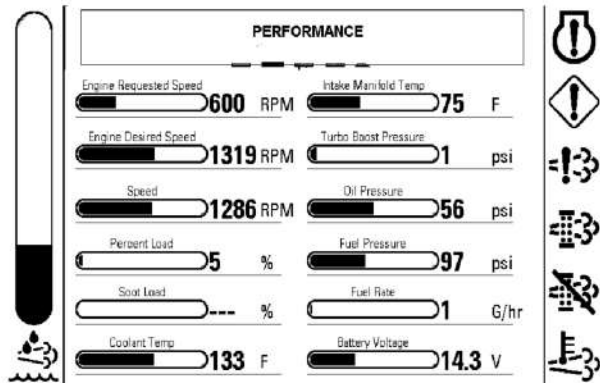 PERFORMANCE
Engine Requested Speed
600 RPM
Intake Manifold Temp
75 F
Engine Desired Speed
1319 RPM
Turbo Boost Pressure
1 psi
Speed
1286 RPM
Oil Pressure
56 psi
Percent Load
5 %
Fuel Pressure
97 psi
Soot Load
--- %
Fuel Rate
1 G/hr
Coolant Temp
133 F
Battery Voltage
14.3 V